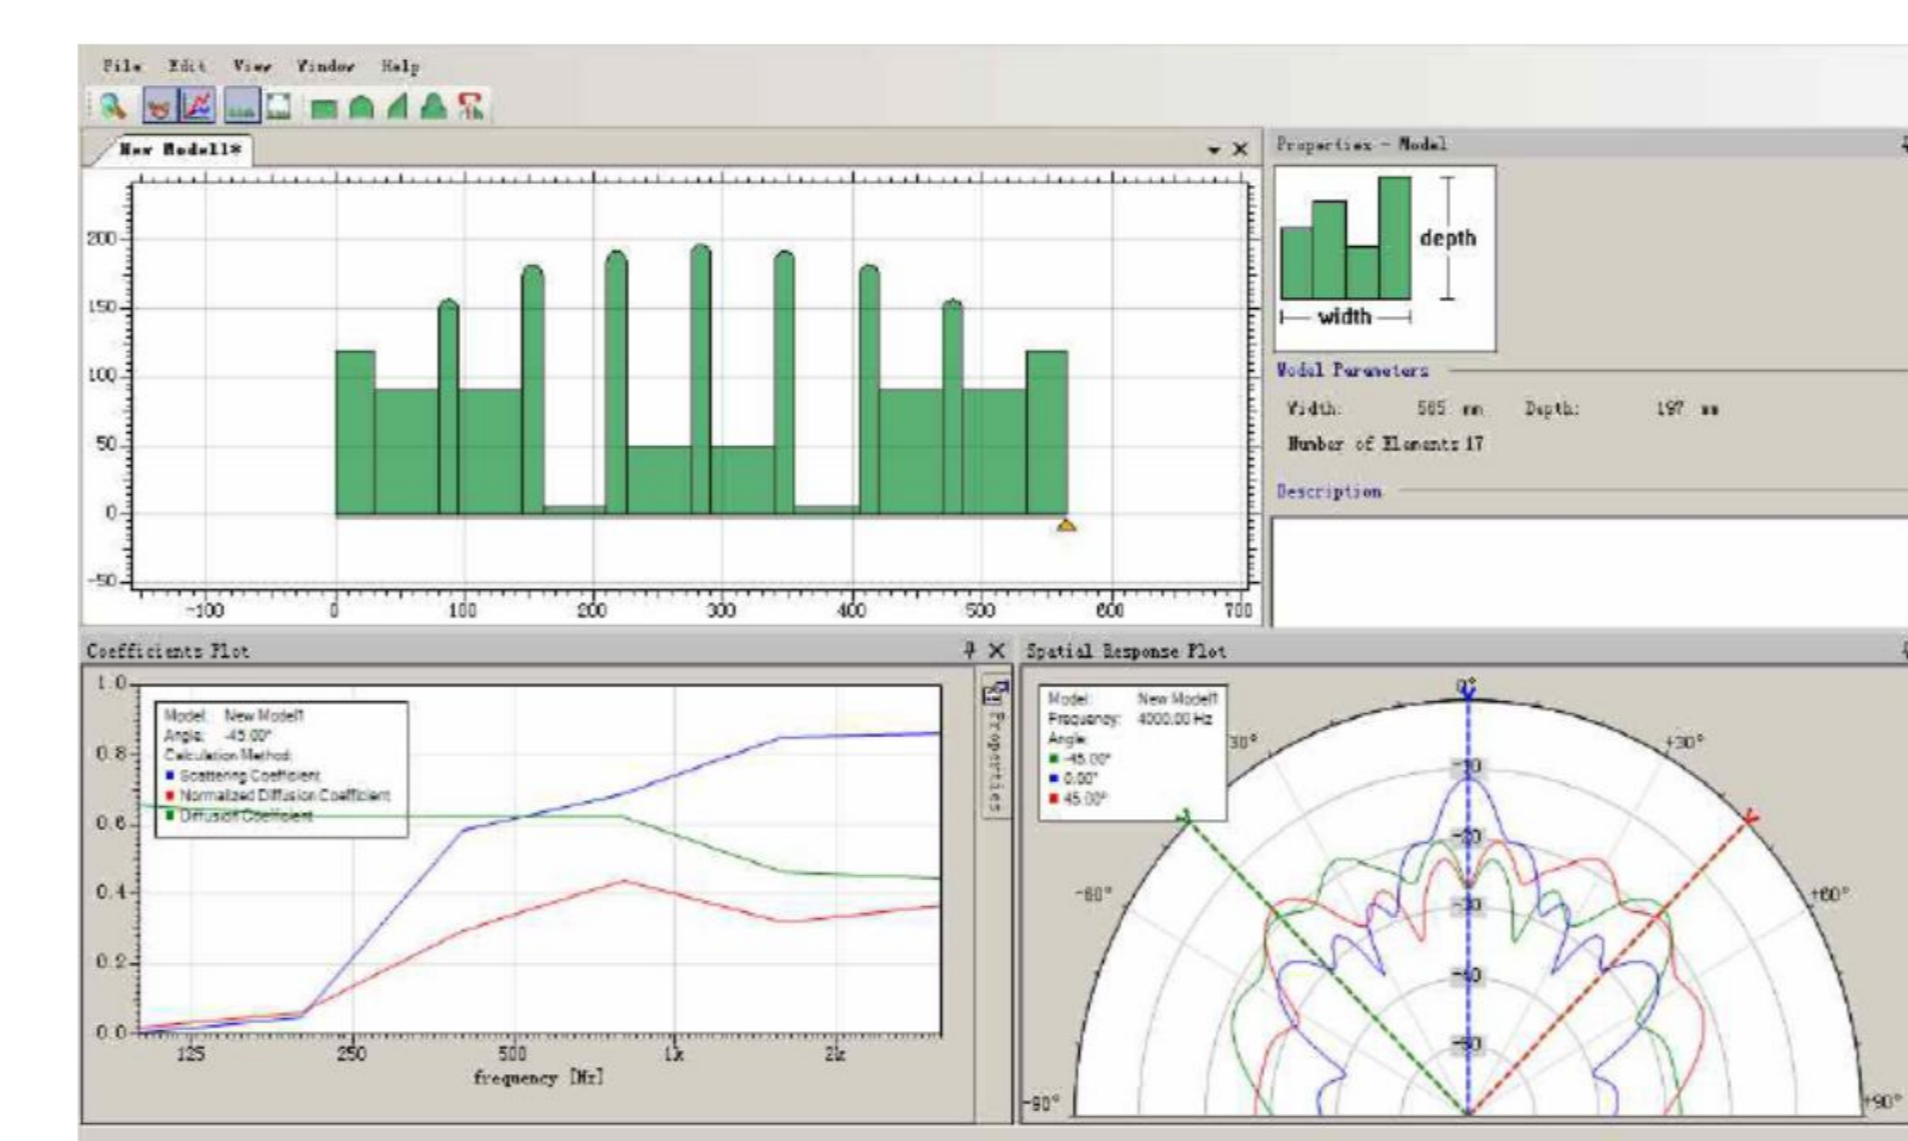 File Edit View Window Help
New Model1*
Properties - Model
200
150
100
50
0
-50
-100 0 100 200 300 400 500 600 700
depth
width
Model Parameters
Width: 565 mm Depth: 197 mm
Number of Elements 17
Description
Coefficients Plot
1.0
0.8
0.6
0.4
0.2
0.0
Model: New Model1
Angle: -45.00°
Calculation Method:
Scattering Coefficient
Normalized Diffusion Coefficient
Diffusion Coefficient
125 250 500 1k 2k
frequency [Hz]
Properties
Spatial Response Plot
Model: New Model1
Frequency: 4000.00 Hz
Angle:
-45.00°
0.00°
45.00°
0°
30°
+30°
-60°
+60°
-90°
+90°
-10
-20
-30
-40
-50